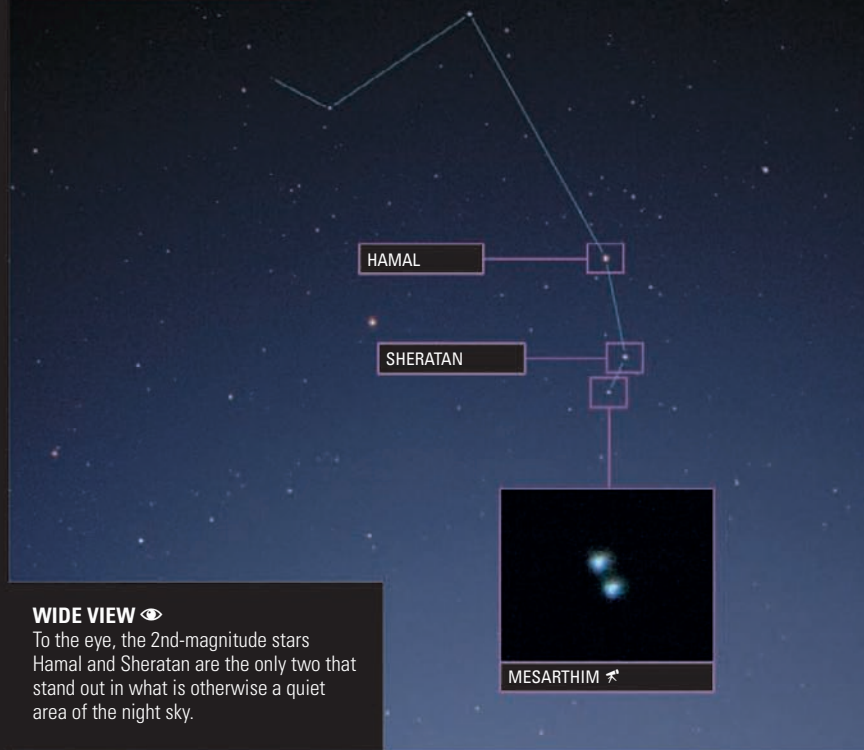 HAMAL
SHERATAN
MESARTHIM
WIDE VIEW
To the eye, the 2nd-magnitude stars
Hamal and Sheratan are the only two that
stand out in what is otherwise a quiet
area of the night sky.